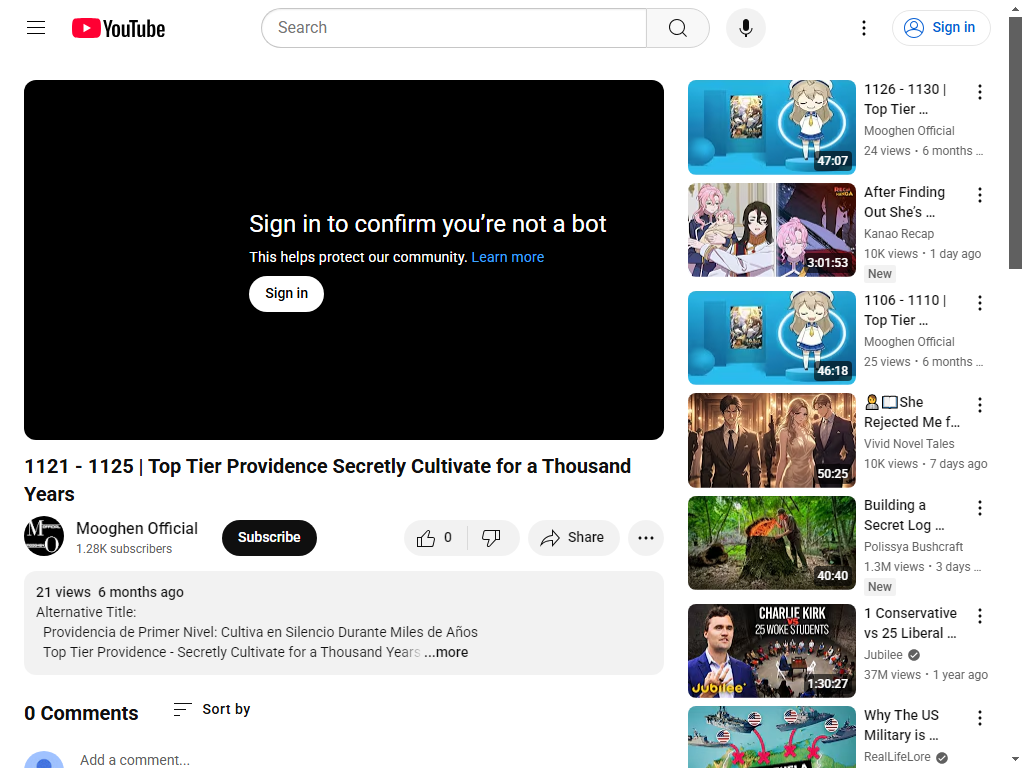 YouTube
Search
Sign in
Sign in to confirm you’re not a bot
This helps protect our community. Learn more
Sign in
1121 - 1125 | Top Tier Providence Secretly Cultivate for a Thousand
Years
Mooghen Official
1.28K subscribers
Subscribe
0
Share
21 views 6 months ago
Alternative Title:
Providencia de Primer Nivel: Cultiva en Silencio Durante Miles de Años
Top Tier Providence - Secretly Cultivate for a Thousand Years ...more
0 Comments
Sort by
Add a comment...
47:07
1126 - 1130 |
Top Tier ...
Mooghen Official
24 views • 6 months ...
3:01:53
After Finding
Out She’s ...
Kanao Recap
10K views • 1 day ago
New
46:18
1106 - 1110 |
Top Tier ...
Mooghen Official
25 views • 6 months ...
50:25
She
Rejected Me f...
Vivid Novel Tales
10K views • 7 days ago
40:40
Building a
Secret Log ...
Polissya Bushcraft
1.3M views • 3 days ...
New
CHARLIE KIRK
VS
25 WOKE STUDENTS
Jubilee
1:30:27
1 Conservative
vs 25 Liberal ...
Jubilee
37M views • 1 year ago
Why The US
Military is ...
RealLifeLore